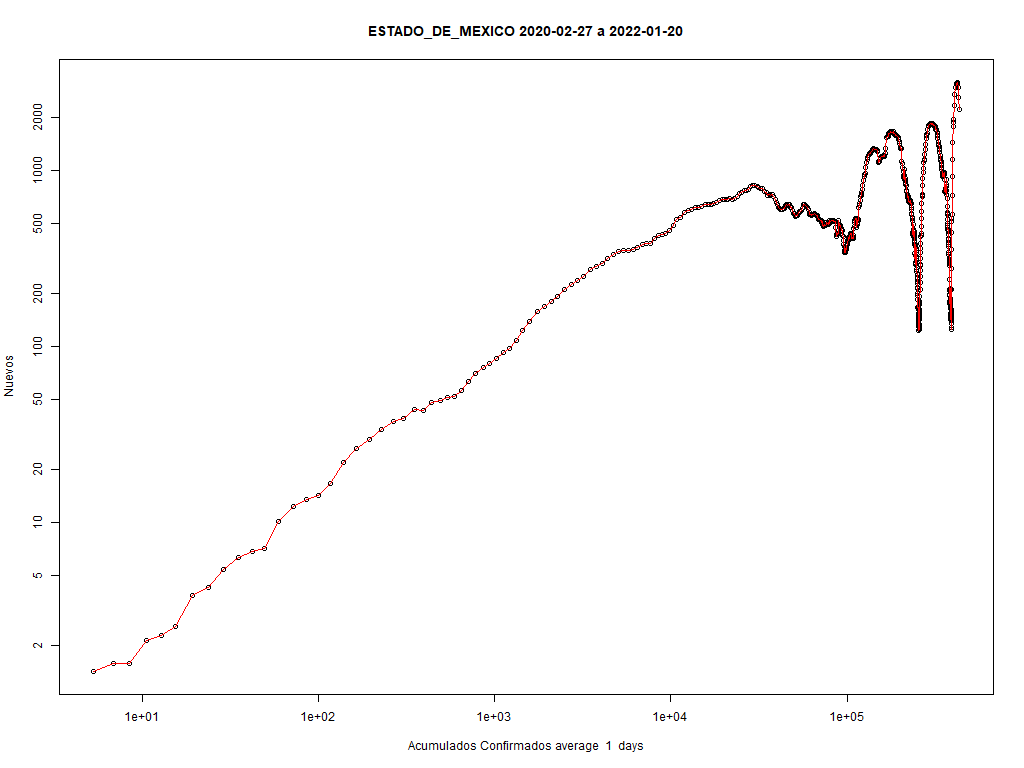 ESTADO_DE_MEXICO 2020-02-27 a 2022-01-20
Nuevos
2000
1000
500
200
100
50
20
10
5
2
1e+01 1e+02 1e+03 1e+04 1e+05
Acumulados Confirmados average 1 days